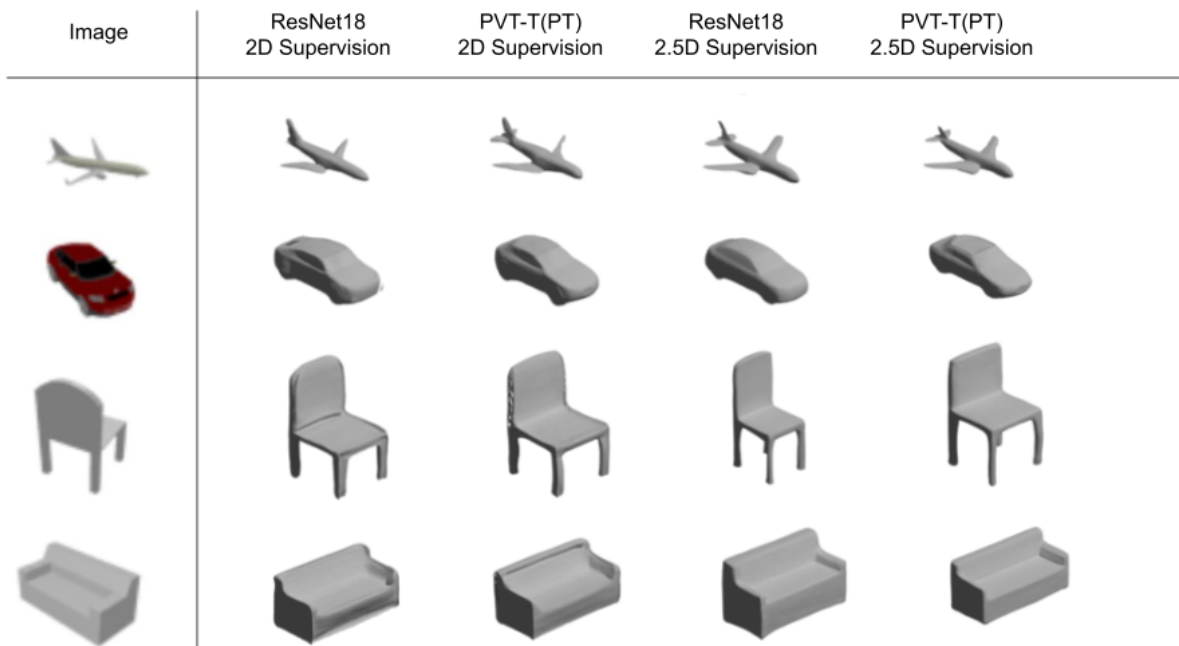 Image
ResNet18
2D Supervision
PVT-T(PT)
2D Supervision
ResNet18
2.5D Supervision
PVT-T(PT)
2.5D Supervision